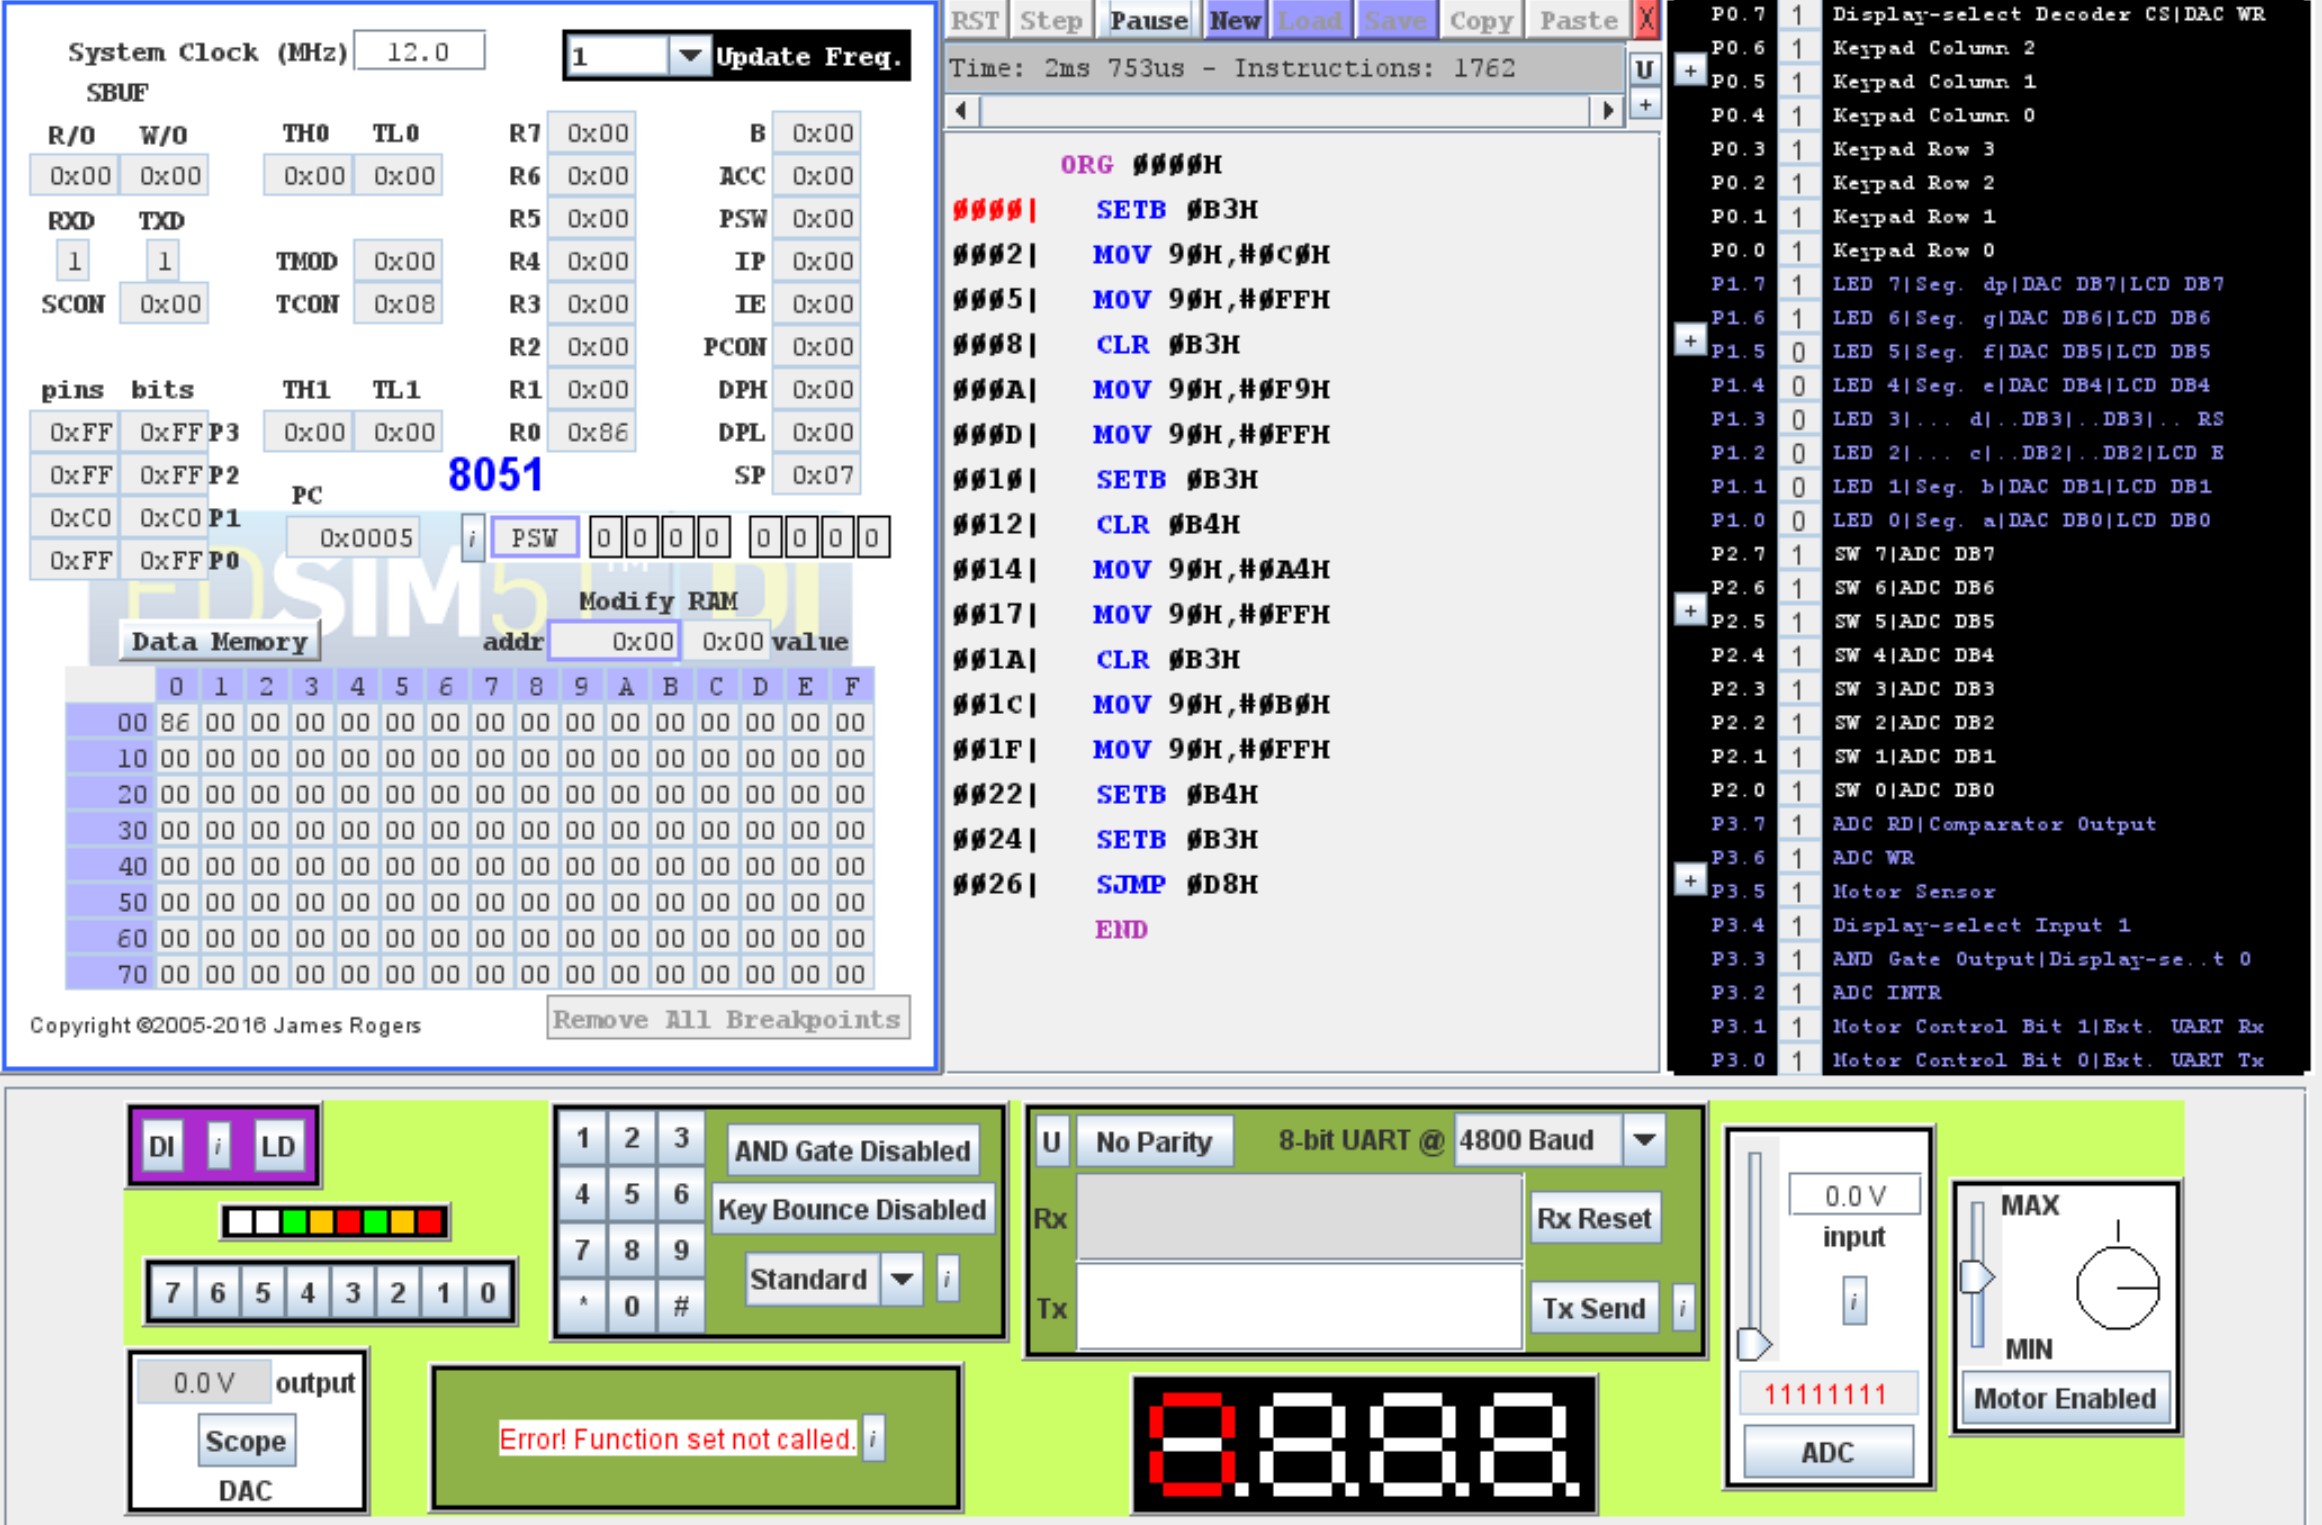 System Clock (MHz) 12.0 1 Update Freq.
SBUF
R/O W/O TH0 TL0 R7 0x00 B 0x00
0x00 0x00 0x00 0x00 R6 0x00 ACC 0x00
RXD TXD R5 0x00 PSW 0x00
1 1 TMOD 0x00 R4 0x00 IP 0x00
SCON 0x00 TCON 0x08 R3 0x00 IE 0x00
R2 0x00 PCON 0x00
pins bits TH1 TL1 R1 0x00 DPH 0x00
0xFF 0xFF P3 0x00 0x00 R0 0x86 DPL 0x00
0xFF 0xFF P2 8051 SP 0x07
PC
0xC0 0xC0 P1 0x0005 i PSW 0 0 0 0 0 0 0 0
0xFF 0xFF P0
EDSIM51™ DI
Modify RAM
Data Memory addr 0x00 0x00 value
0 1 2 3 4 5 6 7 8 9 A B C D E F
00 86 00 00 00 00 00 00 00 00 00 00 00 00 00 00 00
10 00 00 00 00 00 00 00 00 00 00 00 00 00 00 00 00
20 00 00 00 00 00 00 00 00 00 00 00 00 00 00 00 00
30 00 00 00 00 00 00 00 00 00 00 00 00 00 00 00 00
40 00 00 00 00 00 00 00 00 00 00 00 00 00 00 00 00
50 00 00 00 00 00 00 00 00 00 00 00 00 00 00 00 00
60 00 00 00 00 00 00 00 00 00 00 00 00 00 00 00 00
70 00 00 00 00 00 00 00 00 00 00 00 00 00 00 00 00
Copyright ©2005-2016 James Rogers Remove All Breakpoints
RST Step Pause New Load Save Copy Paste X
Time: 2ms 753us - Instructions: 1762 U
+
ORG 0000H
0000| SETB 0B3H
0002| MOV 90H,#0C0H
0005| MOV 90H,#0FFH
0008| CLR 0B3H
000A| MOV 90H,#0F9H
000D| MOV 90H,#0FFH
0010| SETB 0B3H
0012| CLR 0B4H
0014| MOV 90H,#0A4H
0017| MOV 90H,#0FFH
001A| CLR 0B3H
001C| MOV 90H,#0B0H
001F| MOV 90H,#0FFH
0022| SETB 0B4H
0024| SETB 0B3H
0026| SJMP 0D8H
END
P0.7 1 Display-select Decoder CS|DAC WR
P0.6 1 Keypad Column 2
+
P0.5 1 Keypad Column 1
P0.4 1 Keypad Column 0
P0.3 1 Keypad Row 3
P0.2 1 Keypad Row 2
P0.1 1 Keypad Row 1
P0.0 1 Keypad Row 0
P1.7 1 LED 7|Seg. dp|DAC DB7|LCD DB7
P1.6 1 LED 6|Seg. g|DAC DB6|LCD DB6
+
P1.5 0 LED 5|Seg. f|DAC DB5|LCD DB5
P1.4 0 LED 4|Seg. e|DAC DB4|LCD DB4
P1.3 0 LED 3|... d|..DB3|..DB3|.. RS
P1.2 0 LED 2|... c|..DB2|..DB2|LCD E
P1.1 0 LED 1|Seg. b|DAC DB1|LCD DB1
P1.0 0 LED 0|Seg. a|DAC DB0|LCD DB0
P2.7 1 SW 7|ADC DB7
P2.6 1 SW 6|ADC DB6
+
P2.5 1 SW 5|ADC DB5
P2.4 1 SW 4|ADC DB4
P2.3 1 SW 3|ADC DB3
P2.2 1 SW 2|ADC DB2
P2.1 1 SW 1|ADC DB1
P2.0 1 SW 0|ADC DB0
P3.7 1 ADC RD|Comparator Output
P3.6 1 ADC WR
+
P3.5 1 Motor Sensor
P3.4 1 Display-select Input 1
P3.3 1 AND Gate Output|Display-se..t 0
P3.2 1 ADC INTR
P3.1 1 Motor Control Bit 1|Ext. UART Rx
P3.0 1 Motor Control Bit 0|Ext. UART Tx
DI i LD
7 6 5 4 3 2 1 0
0.0 V output
Scope
DAC
1 2 3 AND Gate Disabled
4 5 6 Key Bounce Disabled
7 8 9 Standard i
* 0 #
Error! Function set not called. i
U No Parity 8-bit UART @ 4800 Baud
Rx Rx Reset
Tx Tx Send i
8.8.8.8.
0.0 V
input
i
11111111
ADC
MAX
MIN
Motor Enabled